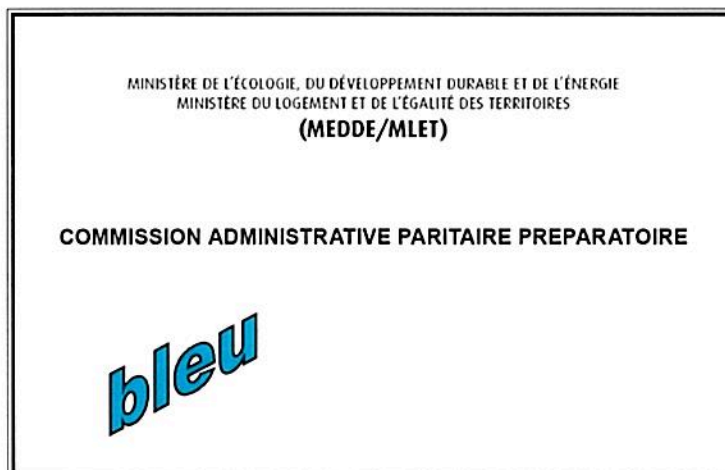 MINISTÈRE DE L'ÉCOLOGIE, DU DÉVELOPPEMENT DURABLE ET DE L'ÉNERGIE
MINISTÈRE DU LOGEMENT ET DE L'ÉGALITÉ DES TERRITOIRES
(MEDDE/MLET)
COMMISSION ADMINISTRATIVE PARITAIRE PREPARATOIRE
bleu